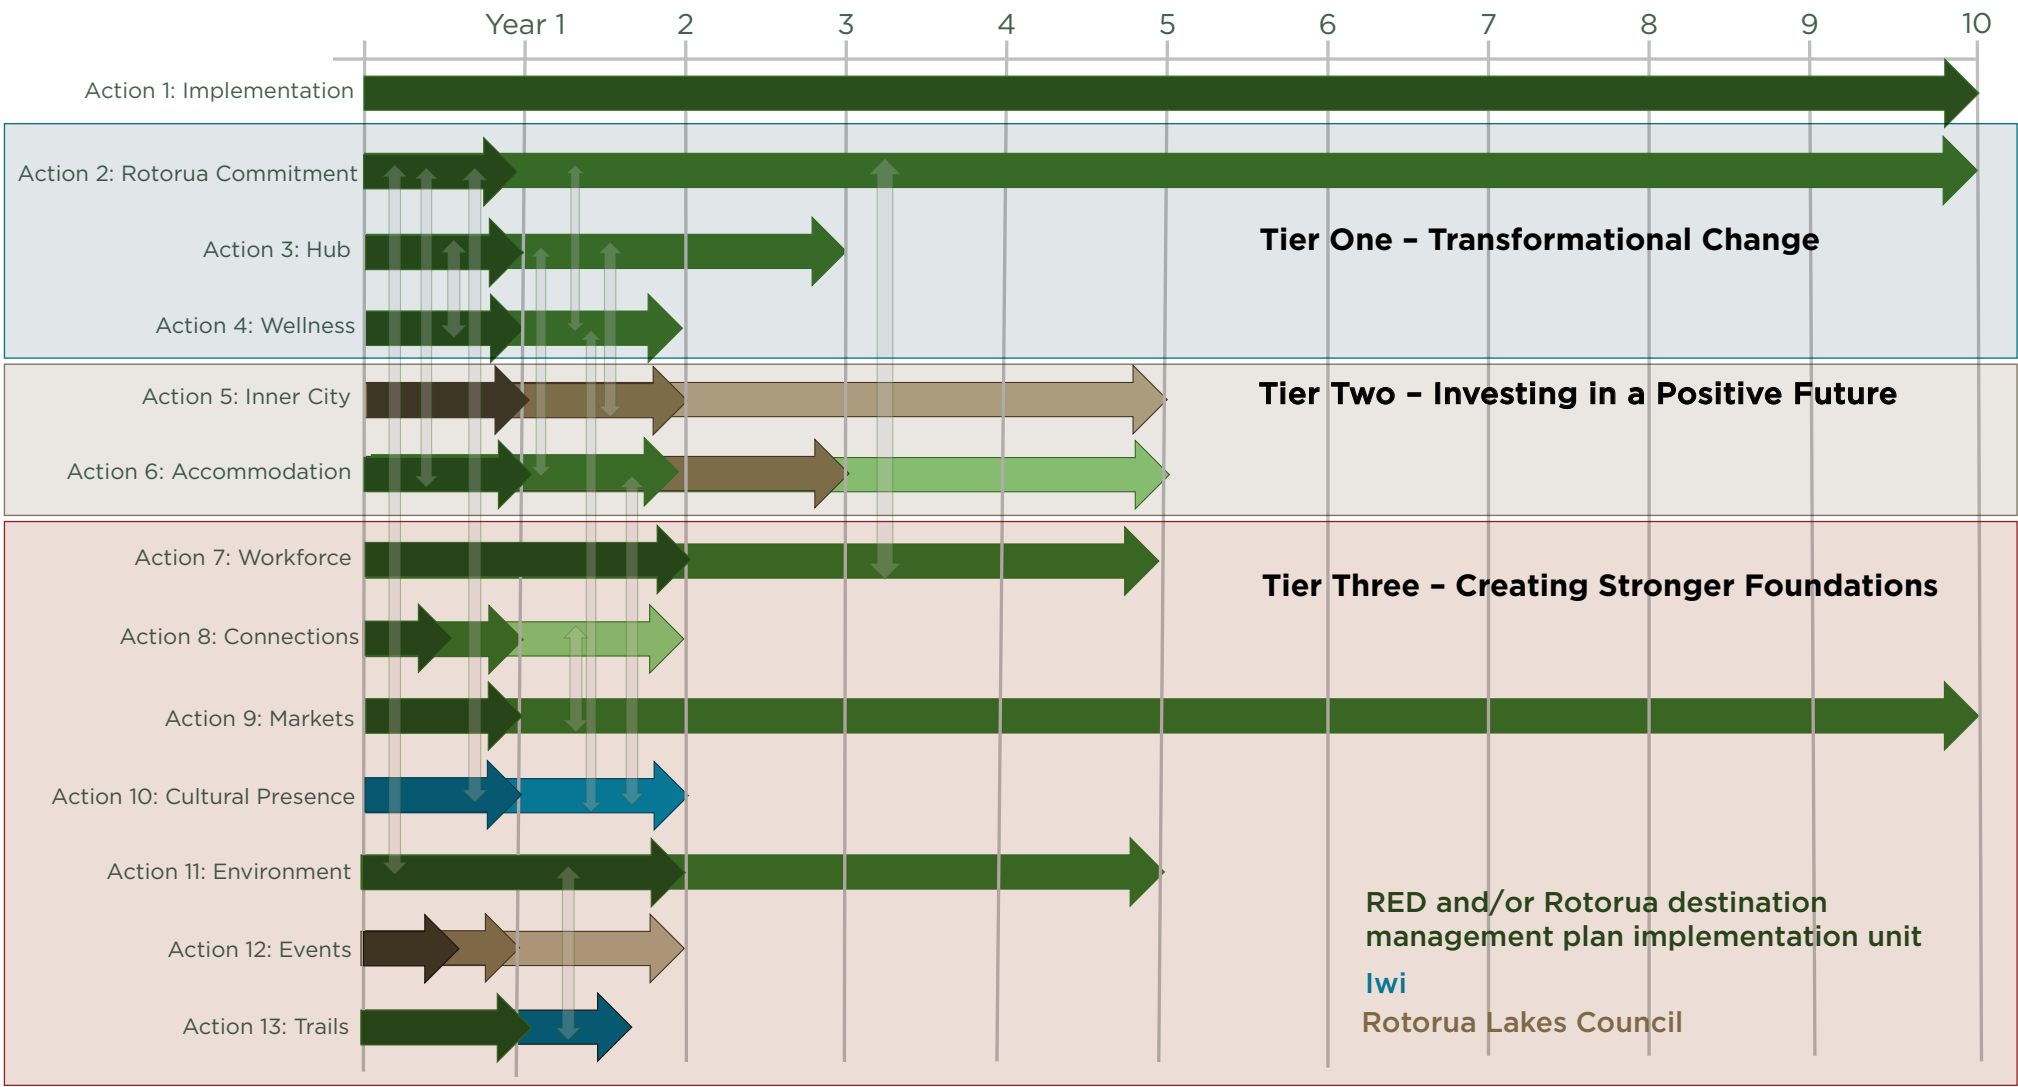 Year 1 2 3 4 5 6 7 8 9 10
Action 1: Implementation
Action 2: Rotorua Commitment
Action 3: Hub
Tier One – Transformational Change
Action 4: Wellness
Action 5: Inner City
Tier Two – Investing in a Positive Future
Action 6: Accommodation
Action 7: Workforce
Tier Three – Creating Stronger Foundations
Action 8: Connections
Action 9: Markets
Action 10: Cultural Presence
Action 11: Environment
RED and/or Rotorua destination
management plan implementation unit
Action 12: Events
Iwi
Rotorua Lakes Council
Action 13: Trails